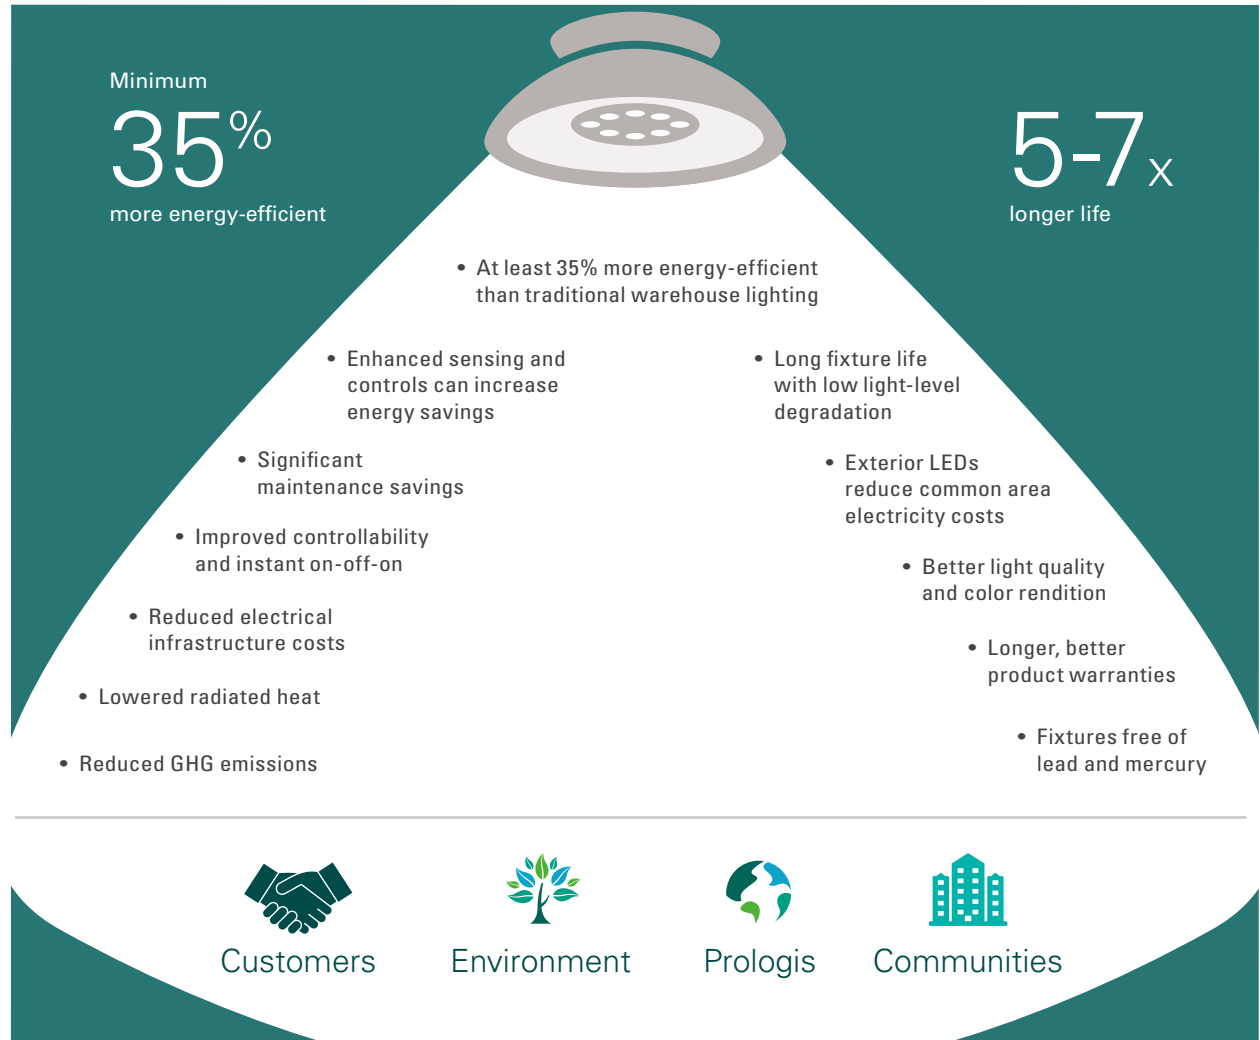 Minimum
35%
more energy-efficient
5-7x
longer life
• At least 35% more energy-efficient
than traditional warehouse lighting
• Enhanced sensing and
controls can increase
energy savings
• Significant
maintenance savings
• Improved controllability
and instant on-off-on
• Reduced electrical
infrastructure costs
• Lowered radiated heat
• Reduced GHG emissions
• Long fixture life
with low light-level
degradation
• Exterior LEDs
reduce common area
electricity costs
• Better light quality
and color rendition
• Longer, better
product warranties
• Fixtures free of
lead and mercury
Customers
Environment
Prologis
Communities